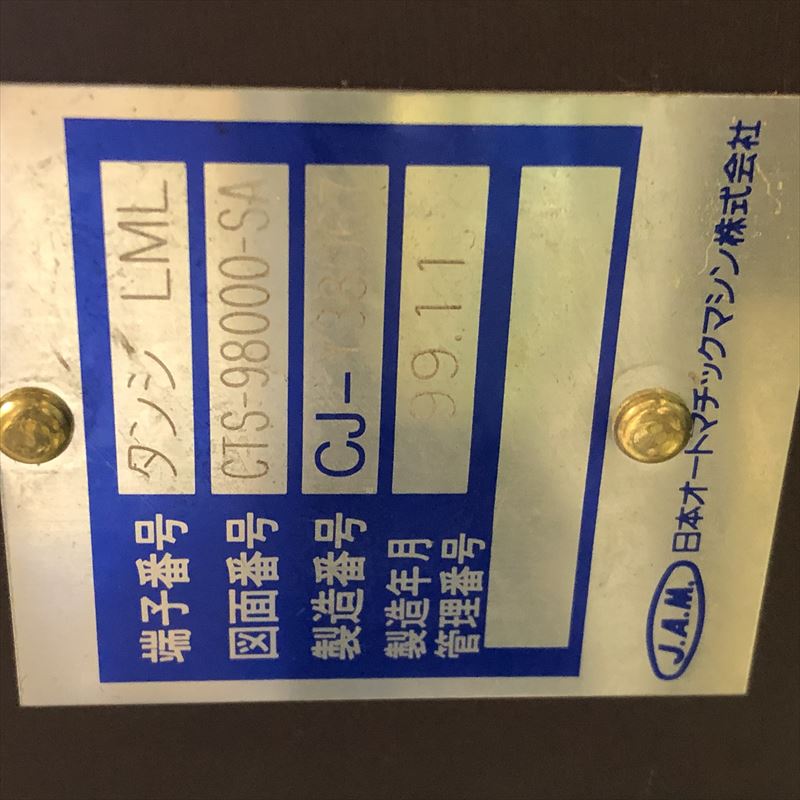 端子番号 タンシ LML
図面番号 CTS-98000-SA
製造番号 CJ-
製造年月 99.11
管理番号
J.A.M. 日本オートマチックマシン株式会社